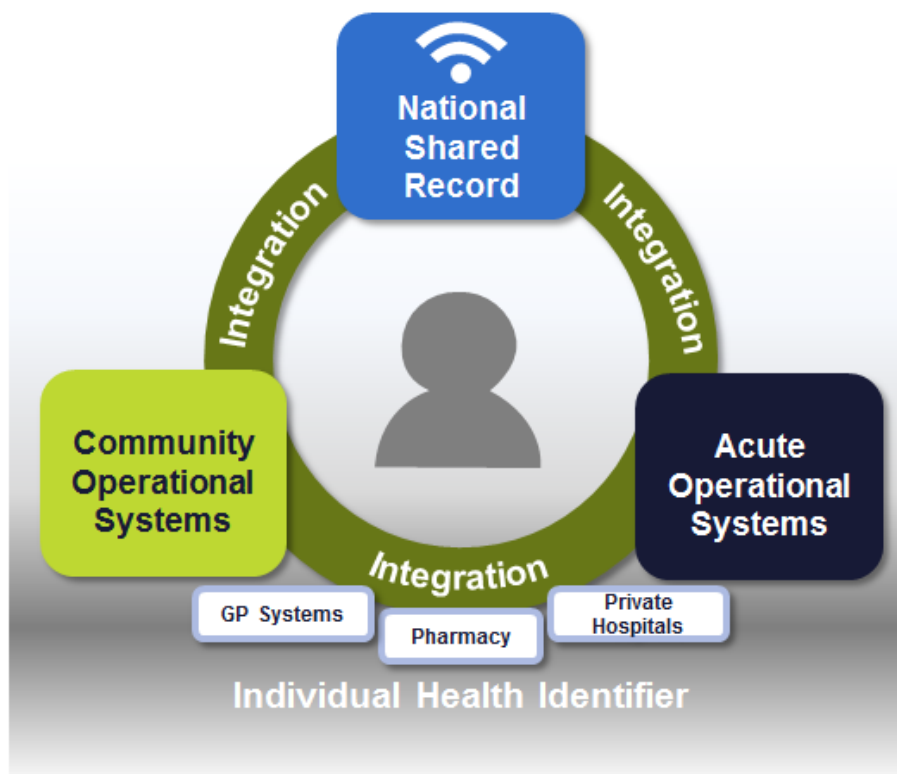 National
Shared
Record
Integration
Integration
Community
Operational
Systems
Acute
Operational
Systems
Integration
GP Systems
Pharmacy
Private
Hospitals
Individual Health Identifier